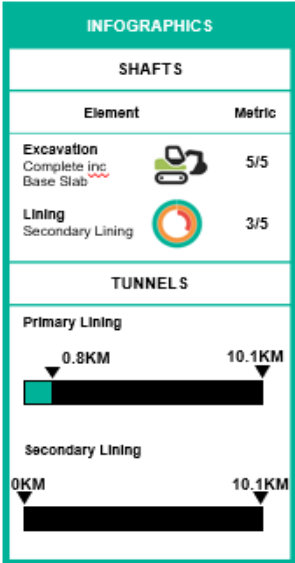 INFOGRAPHICS
SHAFTS
Element Metric
Excavation
Complete inc
Base Slab
5/5
Lining
Secondary Lining
3/5
TUNNELS
Primary Lining
0.8KM 10.1KM
Secondary Lining
0KM 10.1KM